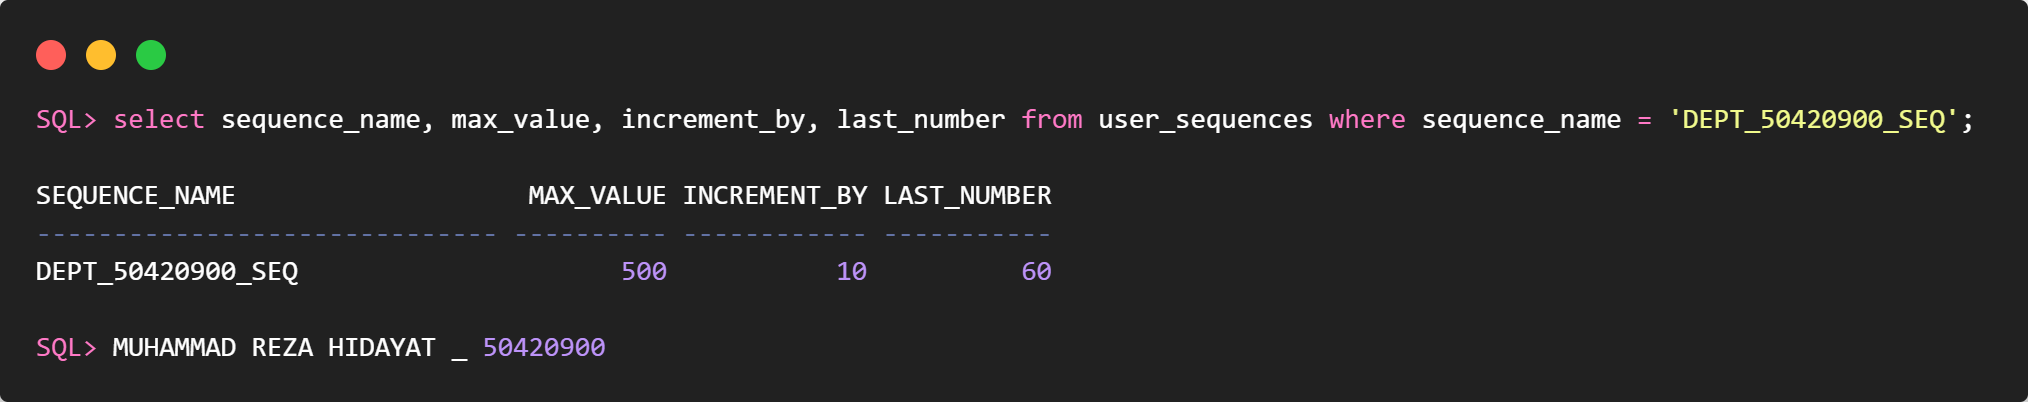 SQL> select sequence_name, max_value, increment_by, last_number from user_sequences where sequence_name = 'DEPT_50420900_SEQ';
SEQUENCE_NAME                   MAX_VALUE INCREMENT_BY LAST_NUMBER
------------------------------ ---------- ------------ -----------
DEPT_50420900_SEQ                     500           10          60
SQL> MUHAMMAD REZA HIDAYAT _ 50420900